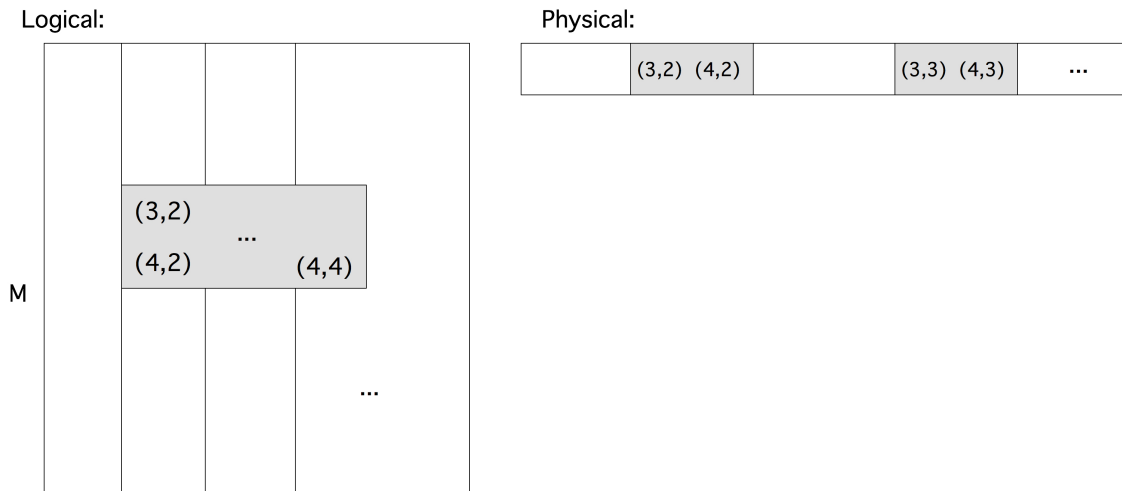 Logical:
Physical:
(3,2) (4,2)
(3,3) (4,3)
...
(3,2)
...
(4,2)
(4,4)
M
...